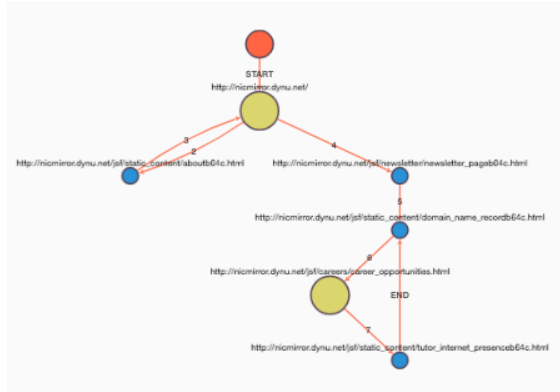 START
http://nicmirror.dynu.net/
3
2
4
http://nicmirror.dynu.net/jsf/static_content/aboutb64c.html
http://nicmirror.dynu.net/jsf/newsletter/newsletter_pageb64c.html
5
http://nicmirror.dynu.net/jsf/static_content/domain_name_recordb64c.html
6
http://nicmirror.dynu.net/jsf/careers/career_opportunities.html
END
7
http://nicmirror.dynu.net/jsf/static_content/tutor_internet_presenceb64c.html